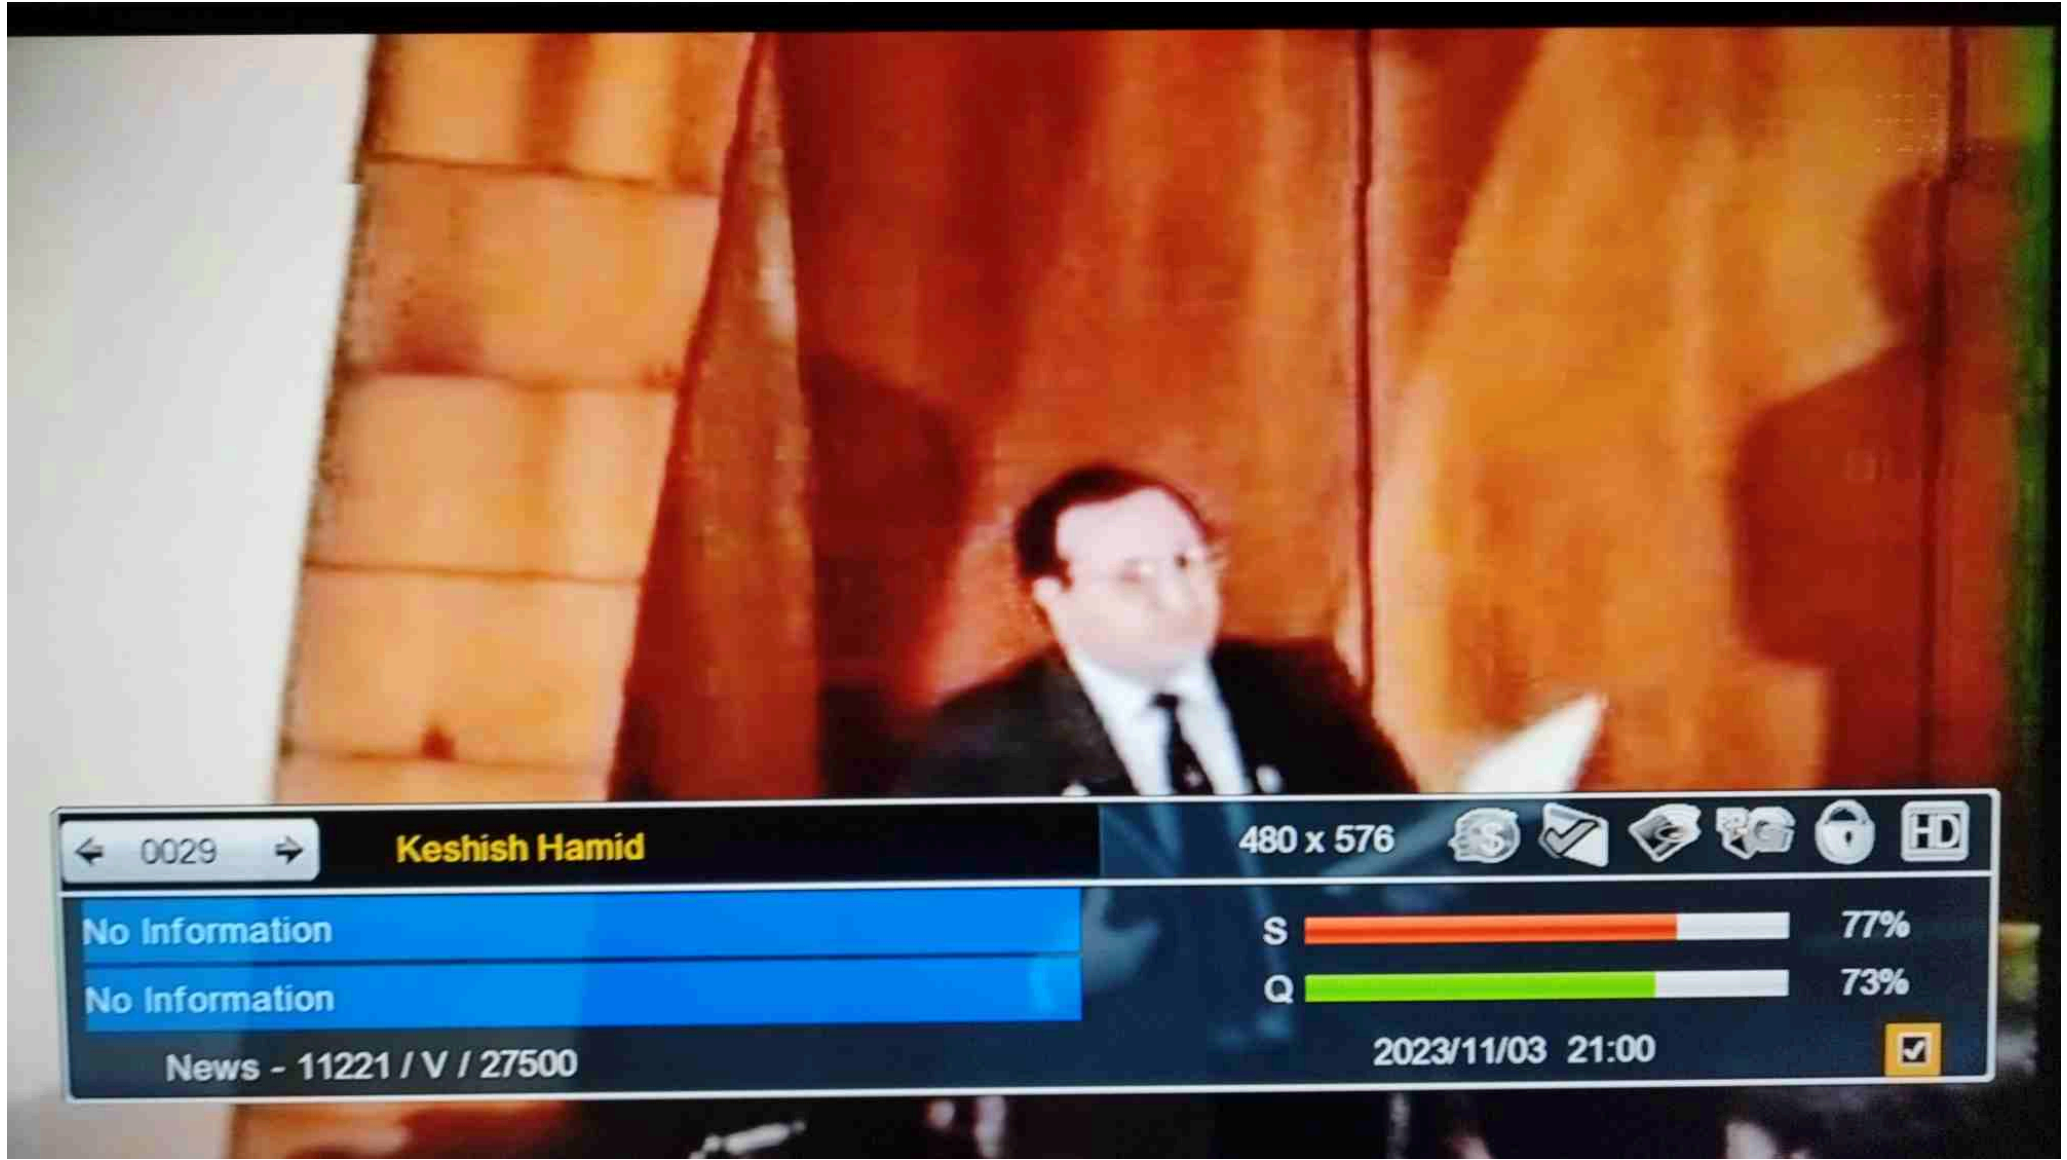 0029
Keshish Hamid
480 x 576
HD
No Information
S 77%
No Information
Q 73%
News - 11221 / V / 27500
2023/11/03 21:00